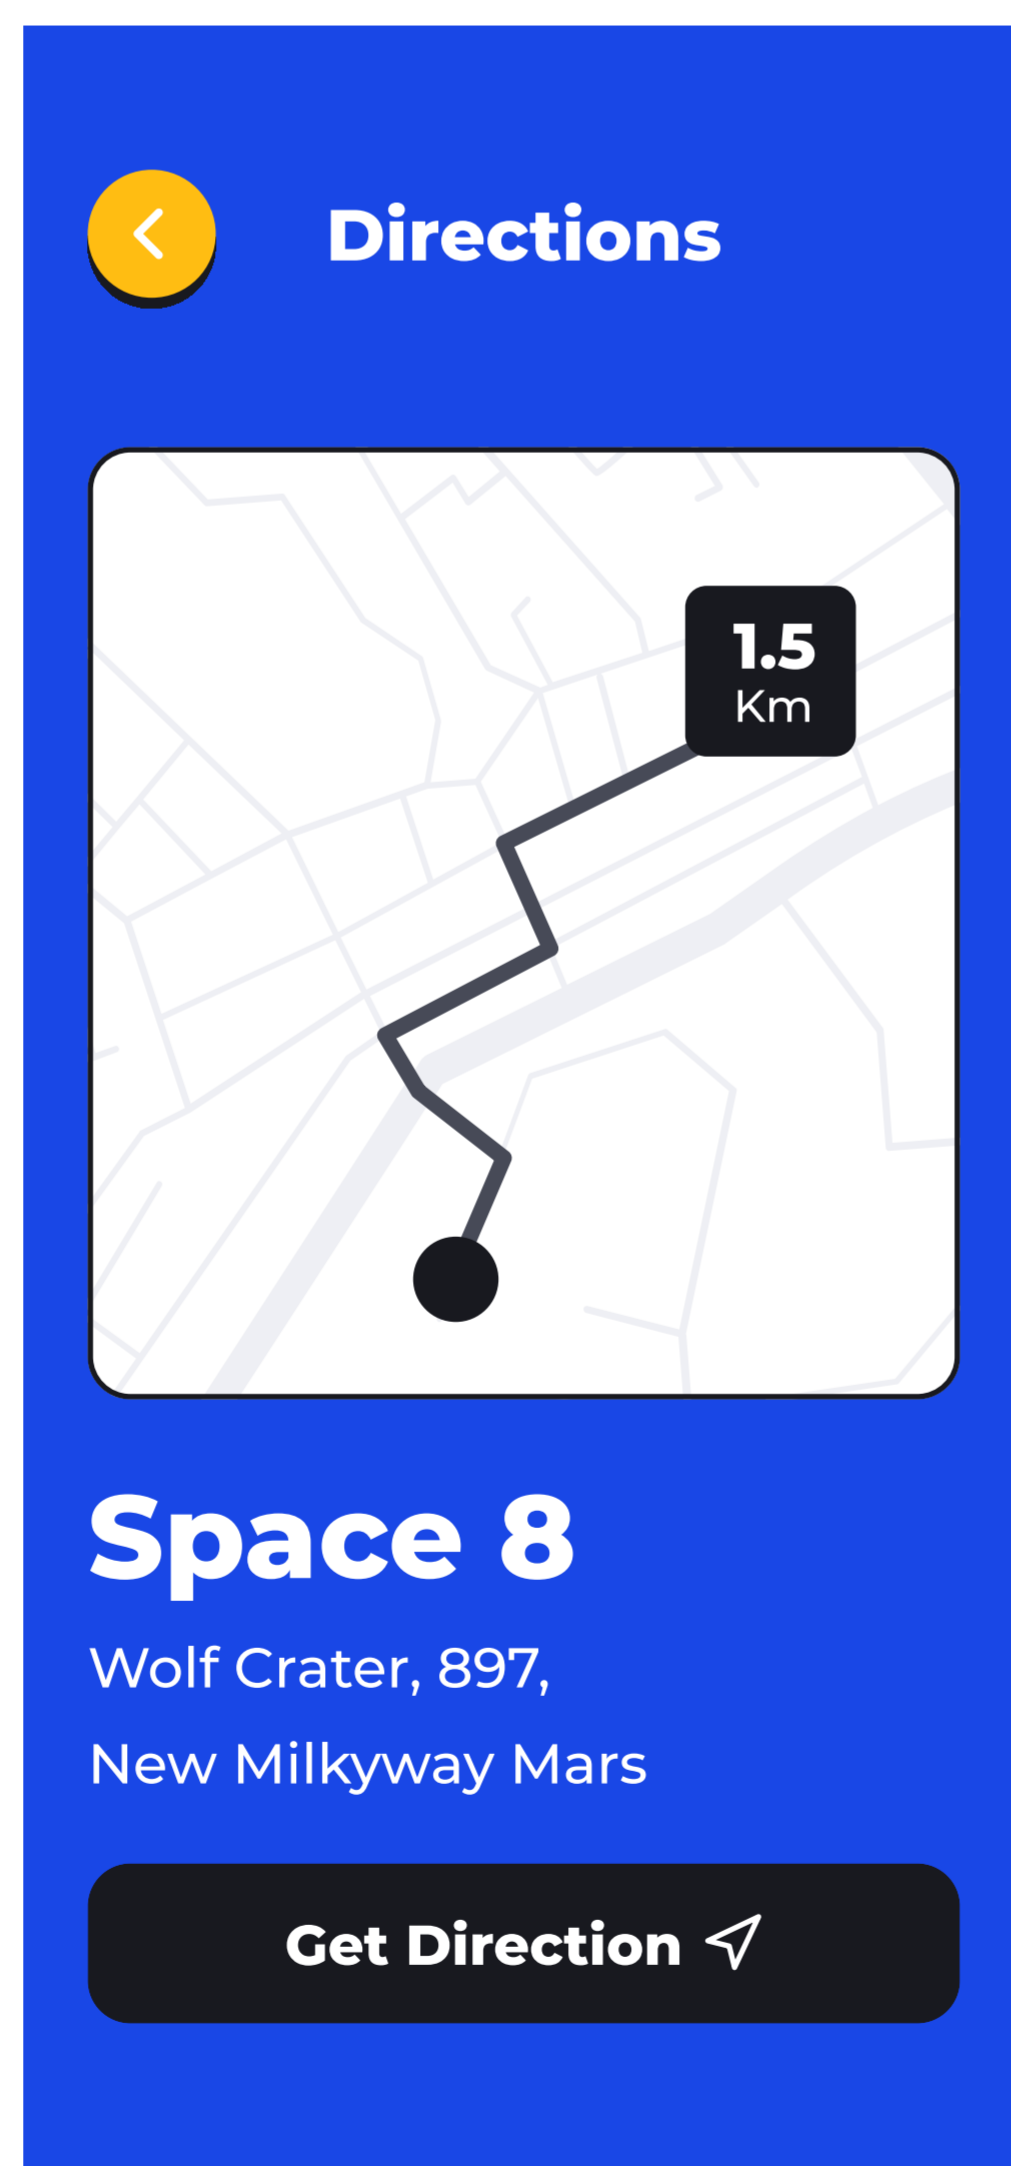 Directions
1.5
Km
Space 8
Wolf Crater, 897,
New Milkyway Mars
Get Direction